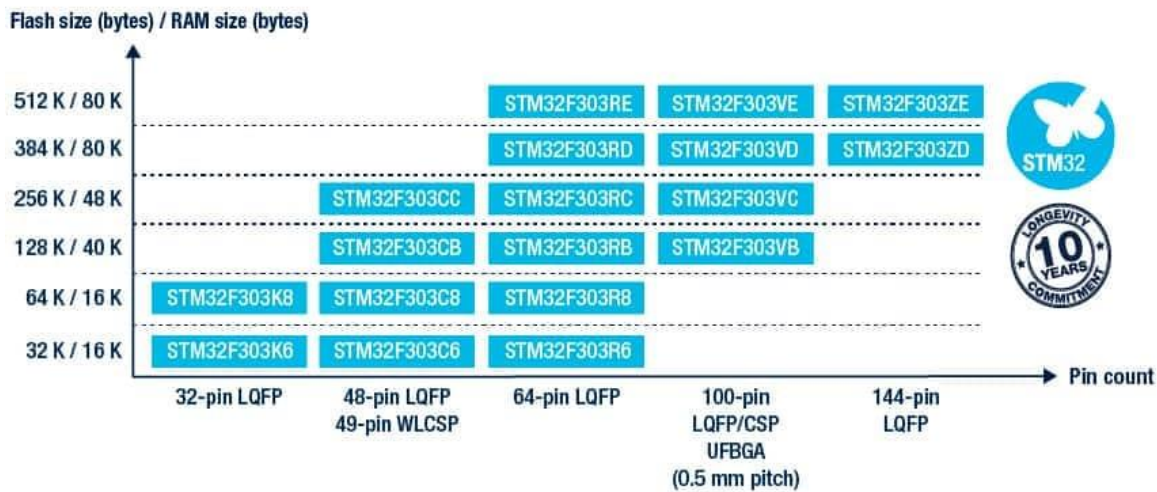 Flash size (bytes) / RAM size (bytes)
512 K / 80 K STM32F303RE STM32F303VE STM32F303ZE
384 K / 80 K STM32F303RD STM32F303VD STM32F303ZD
STM32
256 K / 48 K STM32F303CC STM32F303RC STM32F303VC
128 K / 40 K STM32F303CB STM32F303RB STM32F303VB
LONGEVITY
10
YEARS
COMMITMENT
64 K / 16 K STM32F303K8 STM32F303C8 STM32F303R8
32 K / 16 K STM32F303K6 STM32F303C6 STM32F303R6
Pin count
32-pin LQFP 48-pin LQFP 64-pin LQFP 100-pin 144-pin
49-pin WLCSP LQFP/CSP LQFP
UFBGA
(0.5 mm pitch)